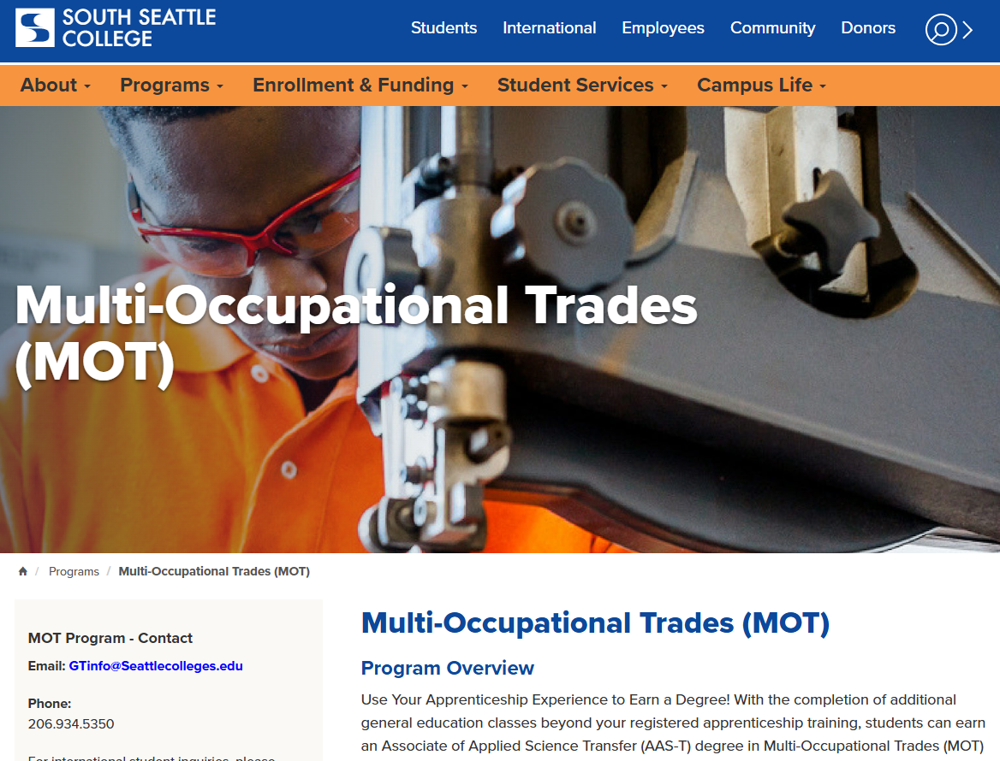 SOUTH SEATTLE
COLLEGE
Students International Employees Community Donors
About Programs Enrollment & Funding Student Services Campus Life
Multi-Occupational Trades
(MOT)
/ Programs / Multi-Occupational Trades (MOT)
MOT Program - Contact
Email: GTinfo@Seattlecolleges.edu
Phone:
206.934.5350
For international student inquiries, please
Multi-Occupational Trades (MOT)
Program Overview
Use Your Apprenticeship Experience to Earn a Degree! With the completion of additional
general education classes beyond your registered apprenticeship training, students can earn
an Associate of Applied Science Transfer (AAS-T) degree in Multi-Occupational Trades (MOT)